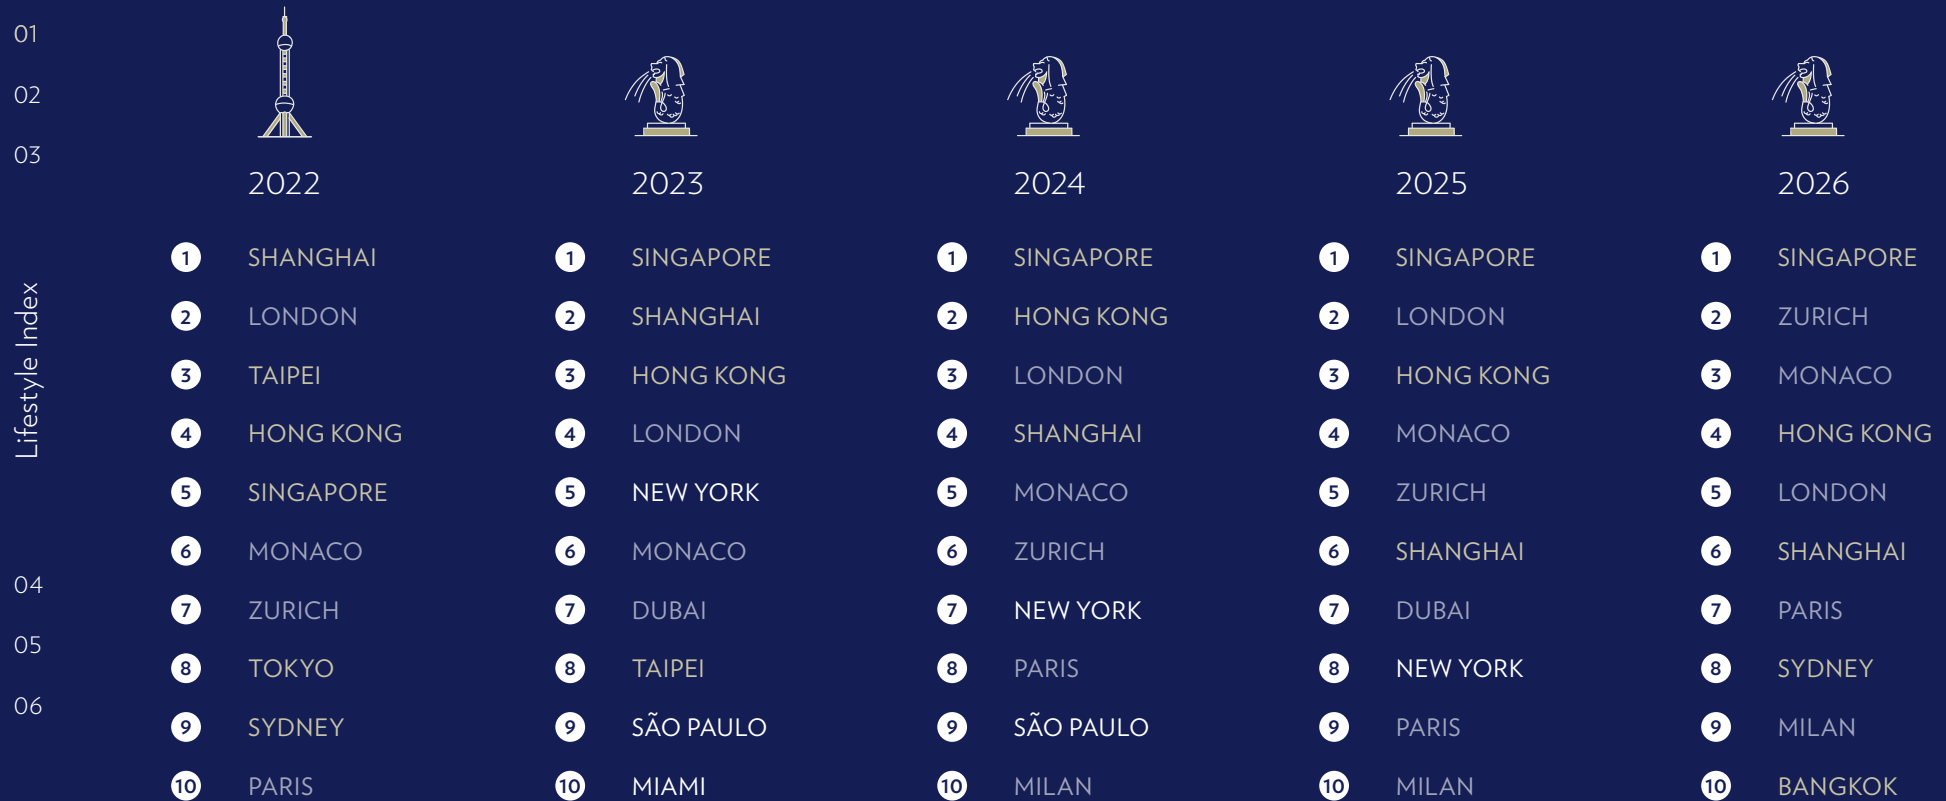 01
02
03
Lifestyle Index
04
05
06
2022
1 SHANGHAI
2 LONDON
3 TAIPEI
4 HONG KONG
5 SINGAPORE
6 MONACO
7 ZURICH
8 TOKYO
9 SYDNEY
10 PARIS
2023
1 SINGAPORE
2 SHANGHAI
3 HONG KONG
4 LONDON
5 NEW YORK
6 MONACO
7 DUBAI
8 TAIPEI
9 SÃO PAULO
10 MIAMI
2024
1 SINGAPORE
2 HONG KONG
3 LONDON
4 SHANGHAI
5 MONACO
6 ZURICH
7 NEW YORK
8 PARIS
9 SÃO PAULO
10 MILAN
2025
1 SINGAPORE
2 LONDON
3 HONG KONG
4 MONACO
5 ZURICH
6 SHANGHAI
7 DUBAI
8 NEW YORK
9 PARIS
10 MILAN
2026
1 SINGAPORE
2 ZURICH
3 MONACO
4 HONG KONG
5 LONDON
6 SHANGHAI
7 PARIS
8 SYDNEY
9 MILAN
10 BANGKOK